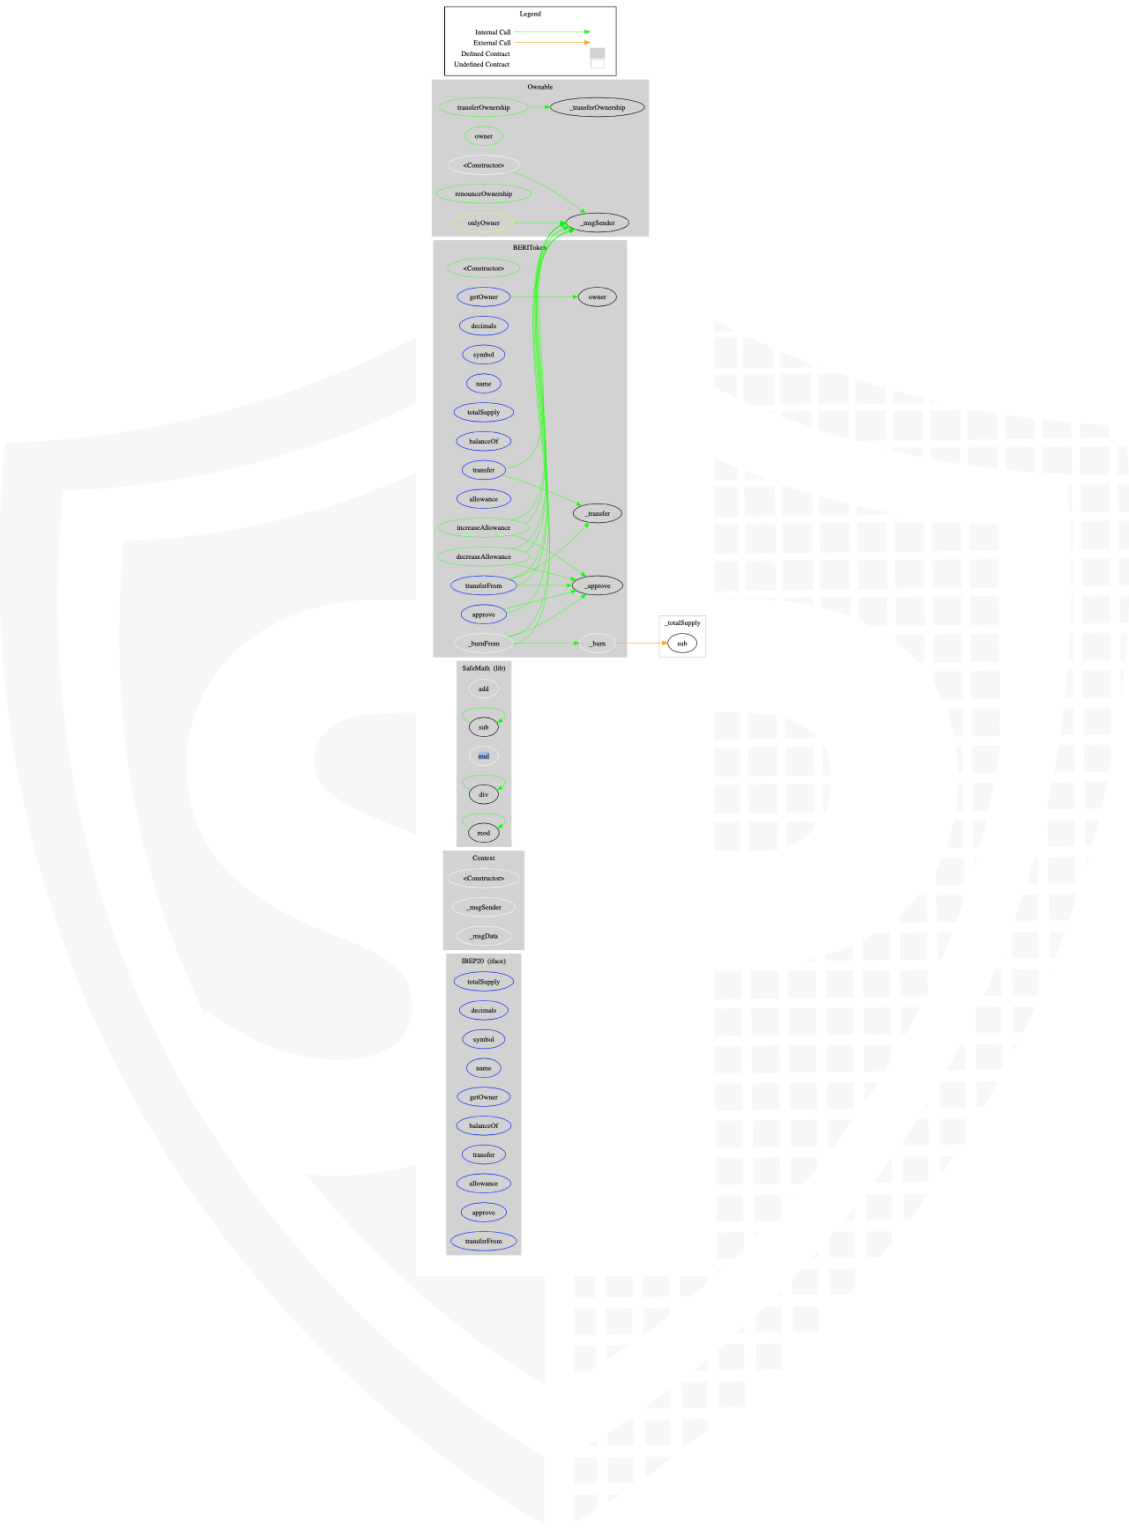 Legend
Internal Call
External Call
Defined Contract
Undefined Contract
Ownable
transferOwnership
_transferOwnership
owner
<Constructor>
renounceOwnership
onlyOwner
_msgSender
BERIToken
<Constructor>
getOwner
owner
decimals
symbol
name
totalSupply
balanceOf
transfer
allowance
_transfer
increaseAllowance
decreaseAllowance
transferFrom
_approve
approve
_totalSupply
_burnFrom
_burn
sub
SafeMath (lib)
add
sub
mul
div
mod
Context
<Constructor>
_msgSender
_msgData
IBEP20 (iface)
totalSupply
decimals
symbol
name
getOwner
balanceOf
transfer
allowance
approve
transferFrom